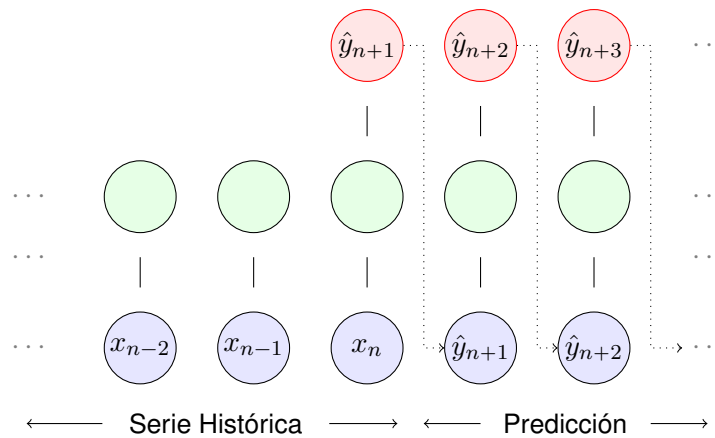 ŷₙ₊₁ ŷₙ₊₂ ŷₙ₊₃ ··
··· ··
··· ··
··· xₙ₋₂ xₙ₋₁ xₙ ŷₙ₊₁ ŷₙ₊₂ ··
Serie Histórica Predicción